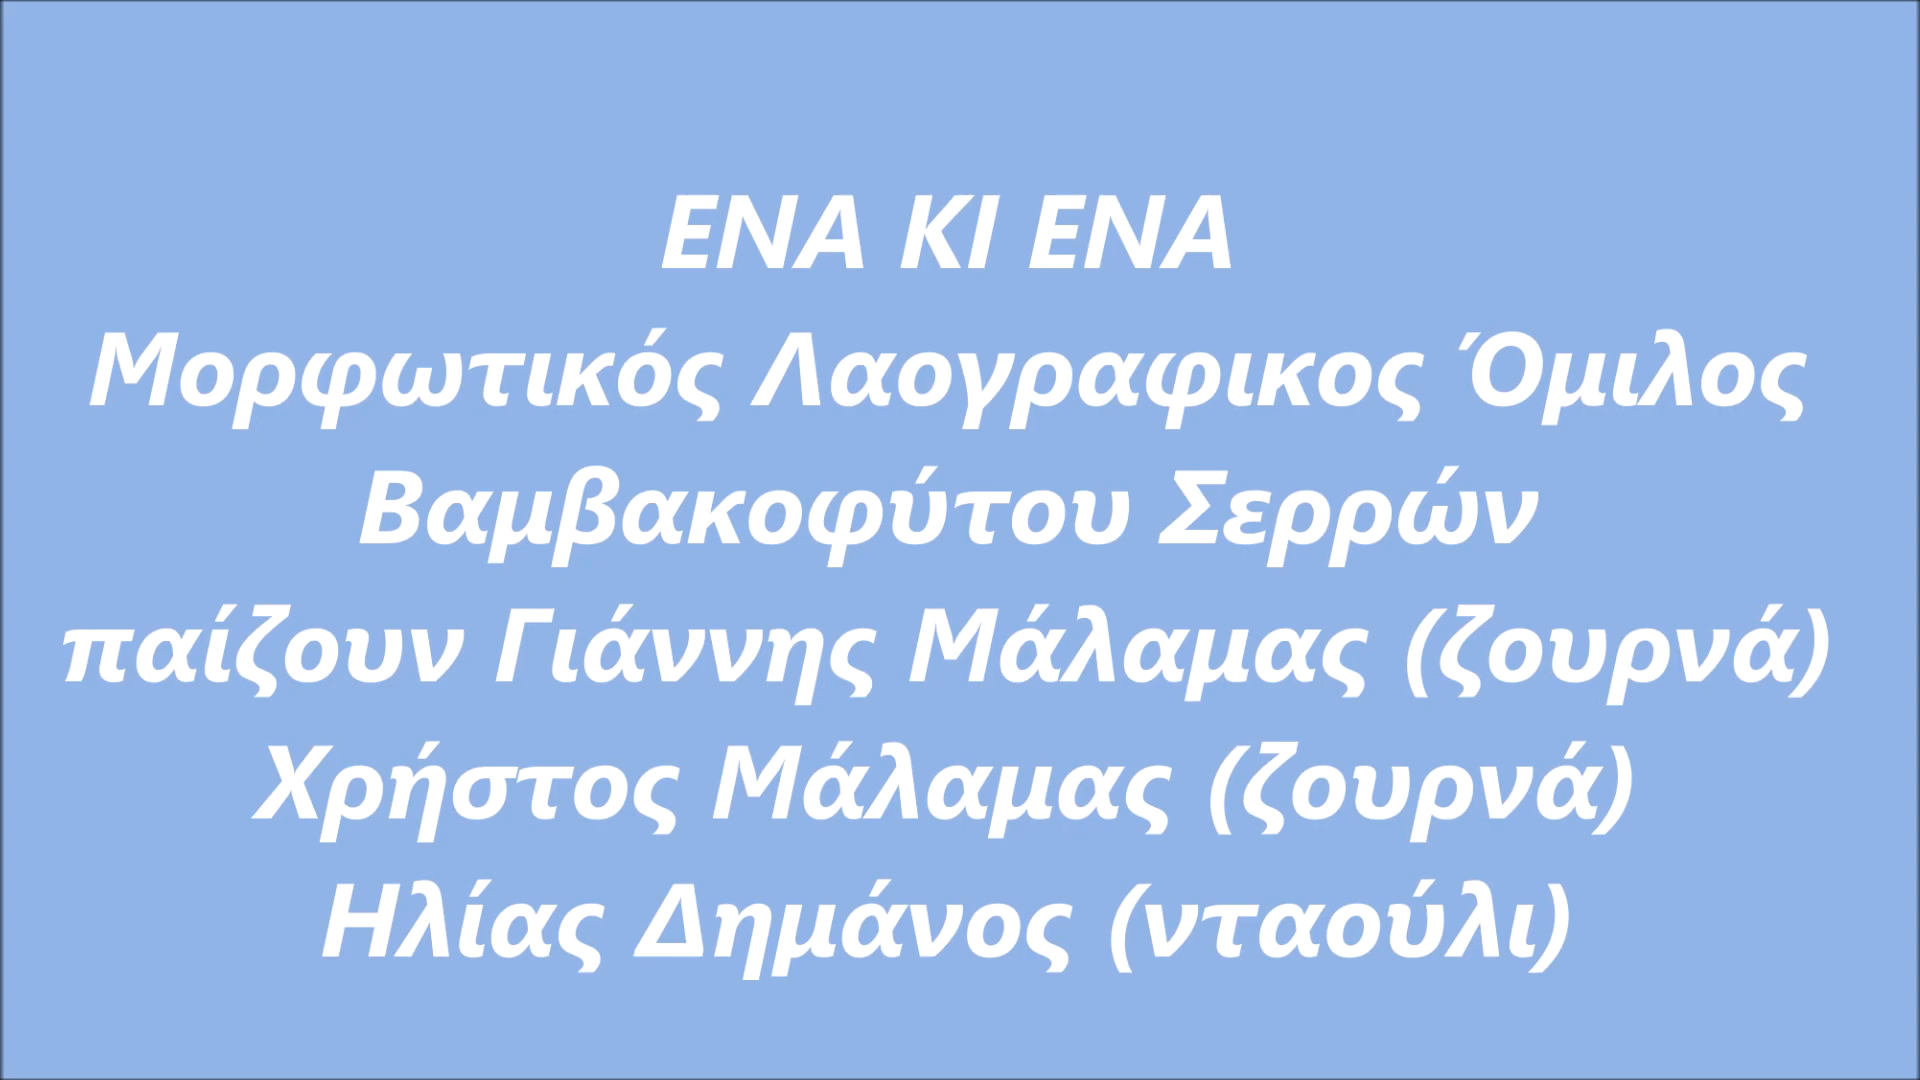 ΕΝΑ ΚΙ ΕΝΑ
Μορφωτικός Λαογραφικος Όμιλος
Βαμβακοφύτου Σερρών
παίζουν Γιάννης Μάλαμας (ζουρνά)
Χρήστος Μάλαμας (ζουρνά)
Ηλίας Δημάνος (νταούλι)